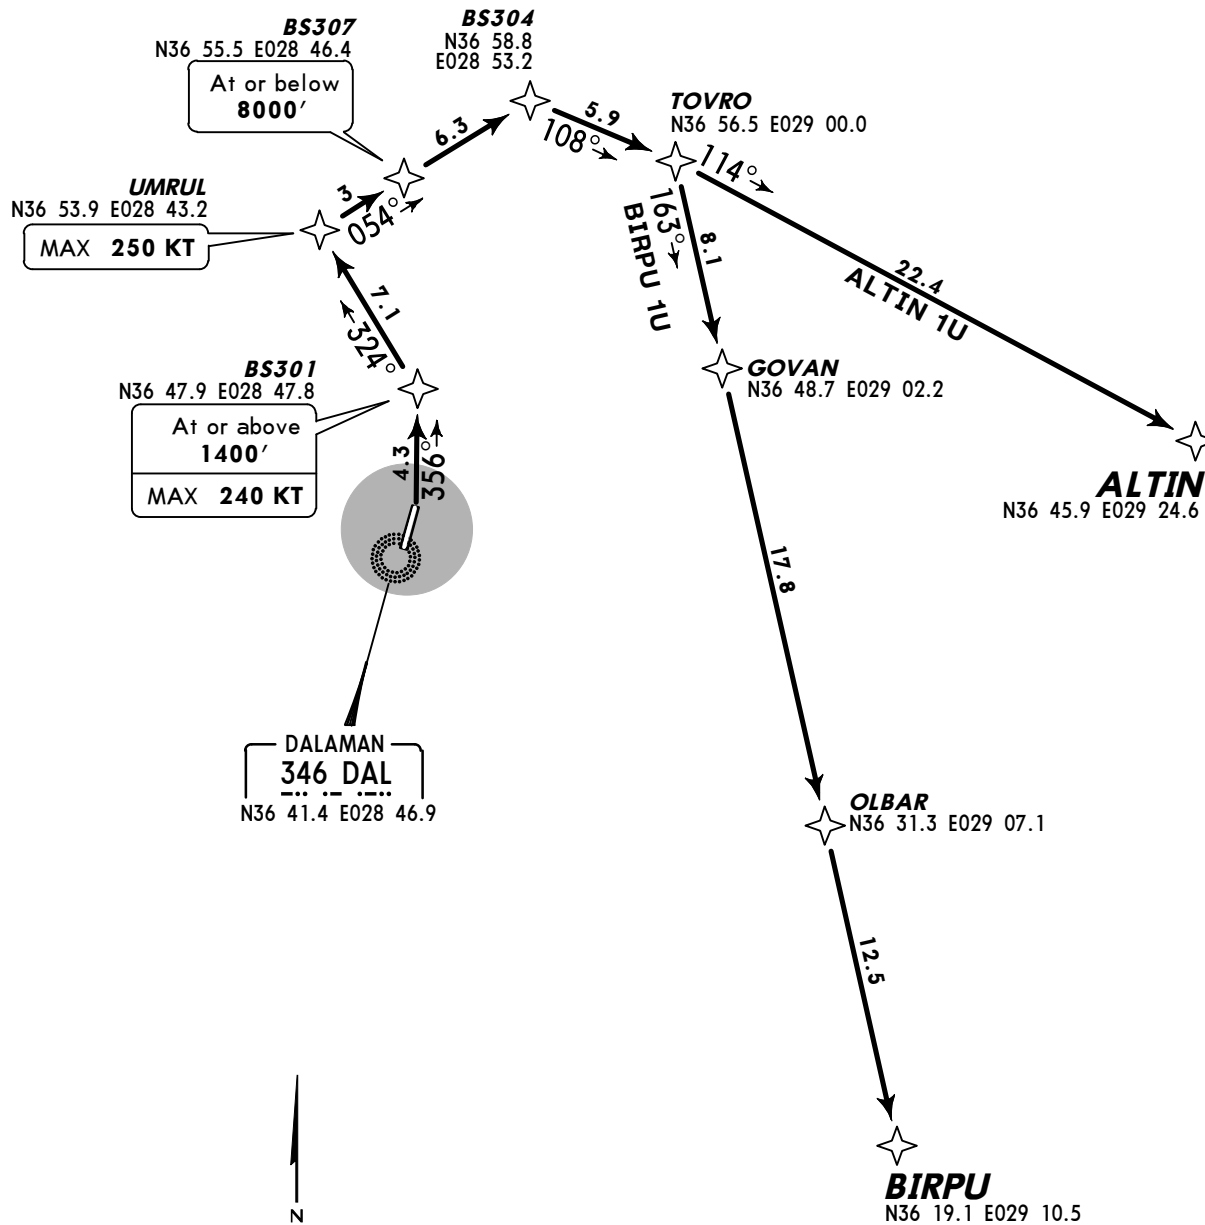 BS307
N36 55.5 E028 46.4
At or below
8000′
BS304
N36 58.8
E028 53.2
TOVRO
N36 56.5 E029 00.0
UMRUL
N36 53.9 E028 43.2
MAX 250 KT
3
054°
6.3
5.9
108°
114°
22.4
ALTIN 1U
163°
8.1
BIRPU 1U
7.1
324°
BS301
N36 47.9 E028 47.8
At or above
1400′
MAX 240 KT
4.3
356°
GOVAN
N36 48.7 E029 02.2
ALTIN
N36 45.9 E029 24.6
17.8
DALAMAN
346 DAL
N36 41.4 E028 46.9
OLBAR
N36 31.3 E029 07.1
12.5
BIRPU
N36 19.1 E029 10.5
N